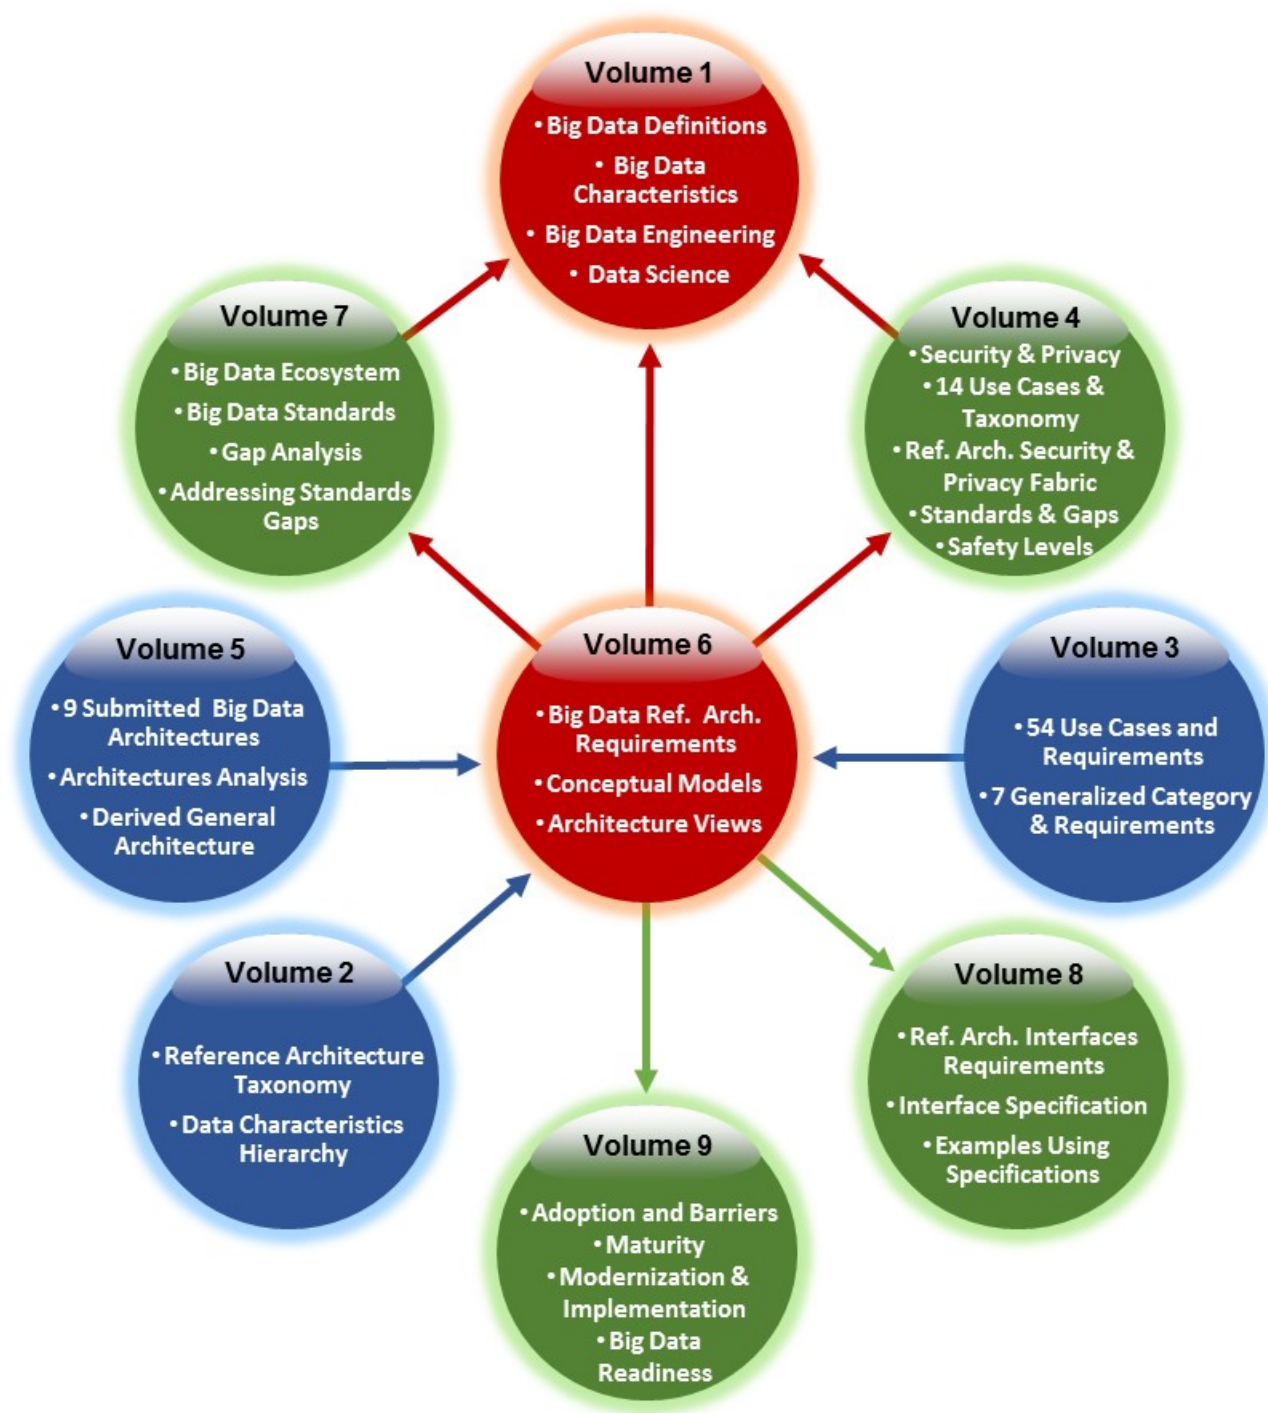 Volume 1
• Big Data Definitions
• Big Data
Characteristics
• Big Data Engineering
• Data Science
Volume 7
• Big Data Ecosystem
• Big Data Standards
• Gap Analysis
• Addressing Standards
Gaps
Volume 4
• Security & Privacy
• 14 Use Cases &
Taxonomy
• Ref. Arch. Security &
Privacy Fabric
• Standards & Gaps
• Safety Levels
Volume 5
• 9 Submitted Big Data
Architectures
• Architectures Analysis
• Derived General
Architecture
Volume 6
• Big Data Ref. Arch.
Requirements
• Conceptual Models
• Architecture Views
Volume 3
• 54 Use Cases and
Requirements
• 7 Generalized Category
& Requirements
Volume 2
• Reference Architecture
Taxonomy
• Data Characteristics
Hierarchy
Volume 8
• Ref. Arch. Interfaces
Requirements
• Interface Specification
• Examples Using
Specifications
Volume 9
• Adoption and Barriers
• Maturity
• Modernization &
Implementation
• Big Data
Readiness